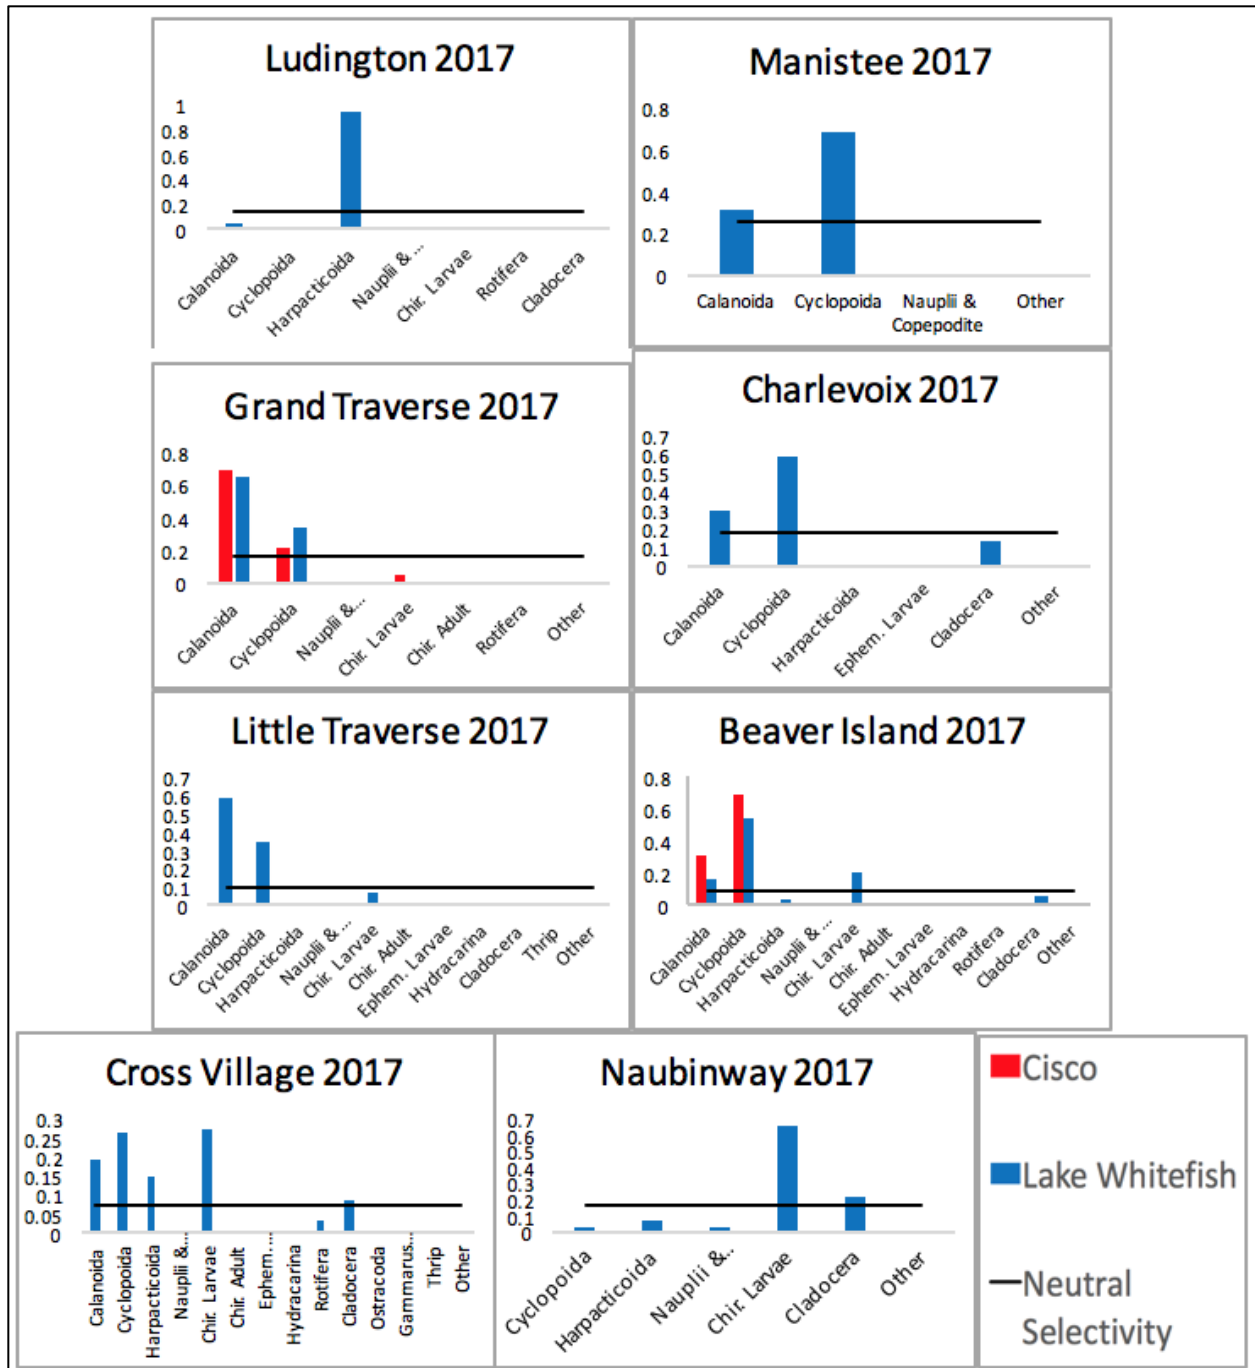 Ludington 2017
1
0.8
0.6
0.4
0.2
0
Calanoida
Cyclopoida
Harpacticoida
Nauplii & ...
Chir. Larvae
Rotifera
Cladocera
Manistee 2017
0.8
0.6
0.4
0.2
0
Calanoida
Cyclopoida
Nauplii &
Copepodite
Other
Grand Traverse 2017
0.8
0.6
0.4
0.2
0
Calanoida
Cyclopoida
Nauplii &...
Chir. Larvae
Chir. Adult
Rotifera
Other
Charlevoix 2017
0.7
0.6
0.5
0.4
0.3
0.2
0.1
0
Calanoida
Cyclopoida
Harpacticoida
Ephem. Larvae
Cladocera
Other
Little Traverse 2017
0.7
0.6
0.5
0.4
0.3
0.2
0.1
0
Calanoida
Cyclopoida
Harpacticoida
Nauplii & ...
Chir. Larvae
Chir. Adult
Ephem. Larvae
Hydracarina
Cladocera
Thrip
Other
Beaver Island 2017
0.8
0.6
0.4
0.2
0
Calanoida
Cyclopoida
Harpacticoida
Nauplii & ...
Chir. Larvae
Chir. Adult
Ephem. Larvae
Hydracarina
Rotifera
Cladocera
Other
Cross Village 2017
0.3
0.25
0.2
0.15
0.1
0.05
0
Calanoida
Cyclopoida
Harpacticoida
Nauplii &...
Chir. Larvae
Chir. Adult
Ephem. ...
Hydracarina
Rotifera
Cladocera
Ostracoda
Gammarus...
Thrip
Other
Naubinway 2017
0.7
0.6
0.5
0.4
0.3
0.2
0.1
0
Cyclopoida
Harpacticoida
Nauplii &..
Chir. Larvae
Cladocera
Other
Cisco
Lake Whitefish
Neutral
Selectivity